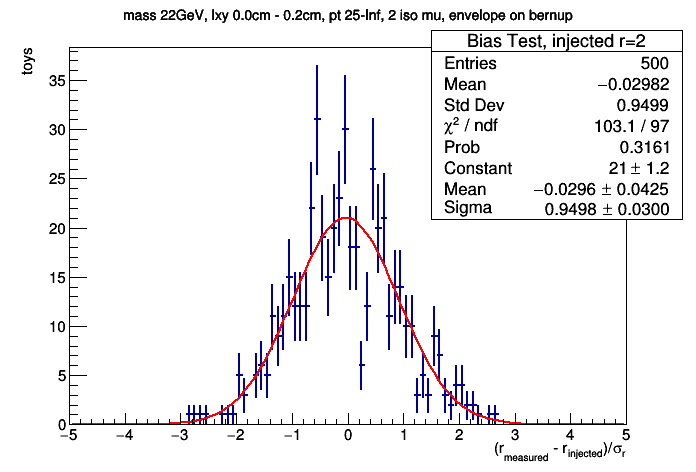 mass 22GeV, lxy 0.0cm - 0.2cm, pt 25-Inf, 2 iso mu, envelope on bernup
Bias Test, injected r=2
Entries 500
Mean −0.02982
Std Dev 0.9499
χ² / ndf 103.1 / 97
Prob 0.3161
Constant 21 ± 1.2
Mean −0.0296 ± 0.0425
Sigma 0.9498 ± 0.0300
toys
35
30
25
20
15
10
5
0
−5 −4 −3 −2 −1 0 1 2 3 4 5
(r_measured - r_injected)/σ_r